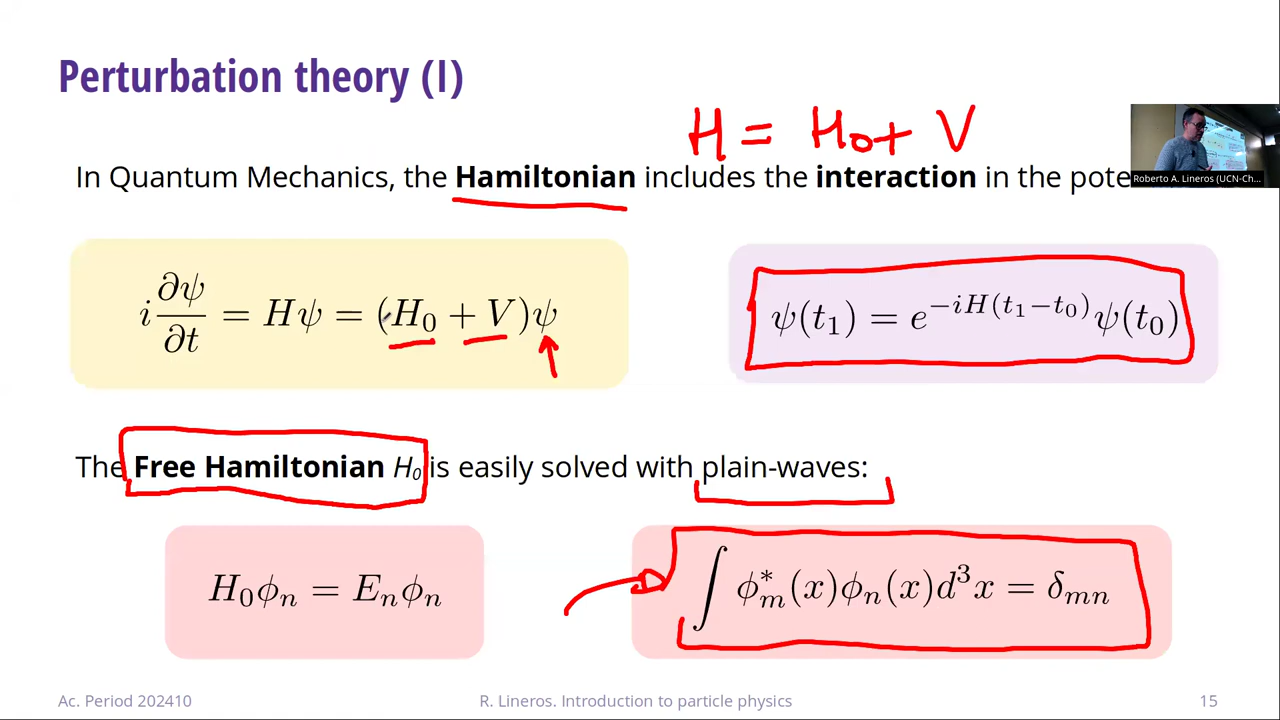 Perturbation theory (I)
H = H₀ + V
In Quantum Mechanics, the Hamiltonian includes the interaction in the pote
Roberto A. Lineros (UCN-Ch...
i ∂ψ/∂t = Hψ = (H₀ + V)ψ
ψ(t₁) = e^{-iH(t₁-t₀)}ψ(t₀)
The Free Hamiltonian H₀ is easily solved with plain-waves:
H₀ϕₙ = Eₙϕₙ
∫ ϕ*ₘ(x)ϕₙ(x)d³x = δₘₙ
Ac. Period 202410
R. Lineros. Introduction to particle physics
15